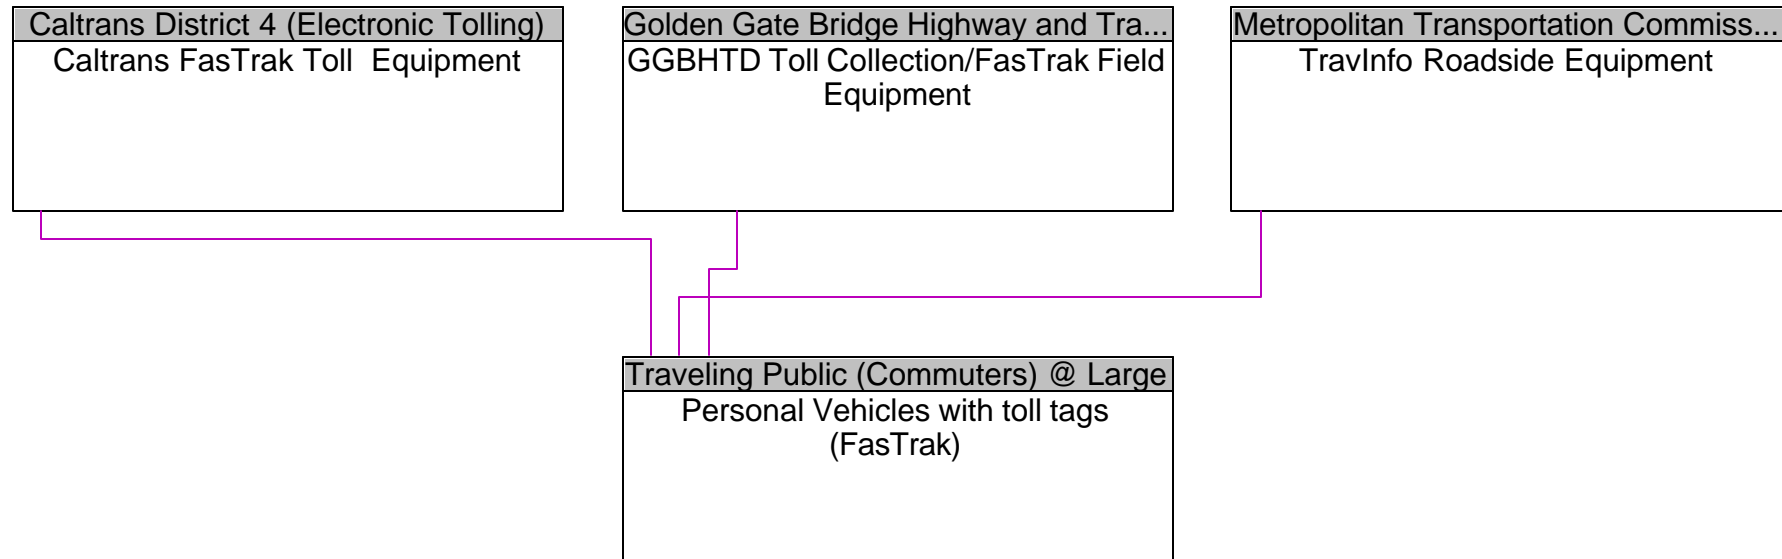 Caltrans District 4 (Electronic Tolling)
Caltrans FasTrak Toll  Equipment
Golden Gate Bridge Highway and Tra...
GGBHTD Toll Collection/FasTrak Field
Equipment
Metropolitan Transportation Commiss...
TravInfo Roadside Equipment
Traveling Public (Commuters) @ Large
Personal Vehicles with toll tags
(FasTrak)